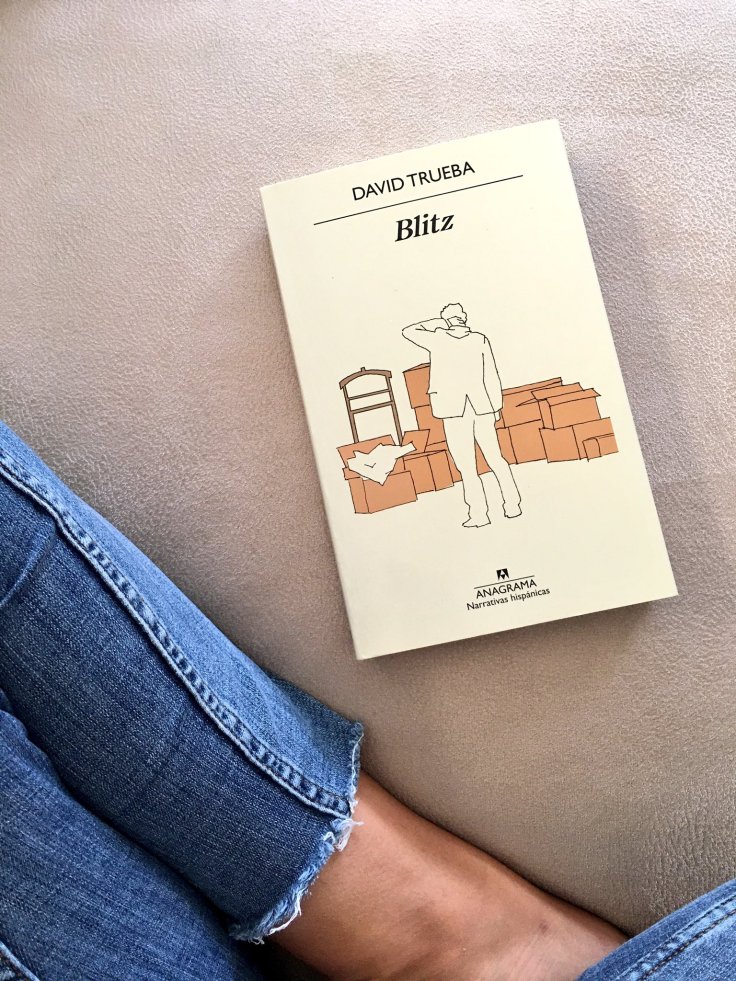 DAVID TRUEBA
Blitz
ANAGRAMA
Narrativas hispánicas